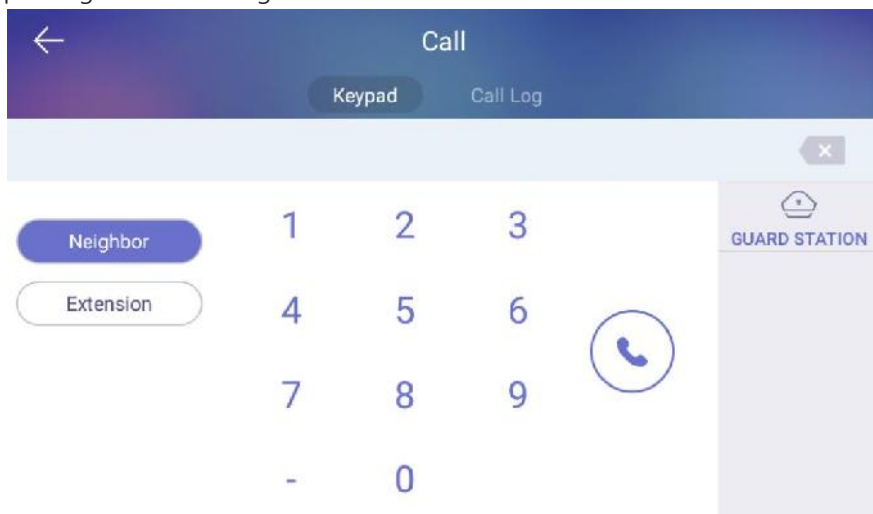 Call
Keypad Call Log
Neighbor
Extension
1 2 3
4 5 6
7 8 9
- 0
GUARD STATION